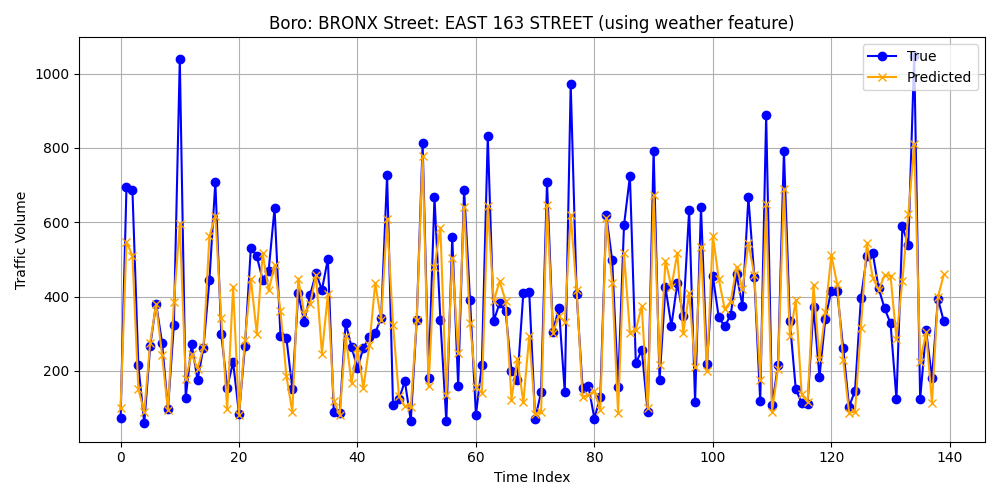 Boro: BRONX Street: EAST 163 STREET (using weather feature)
True
Predicted
Traffic Volume
1000
800
600
400
200
0 20 40 60 80 100 120 140
Time Index